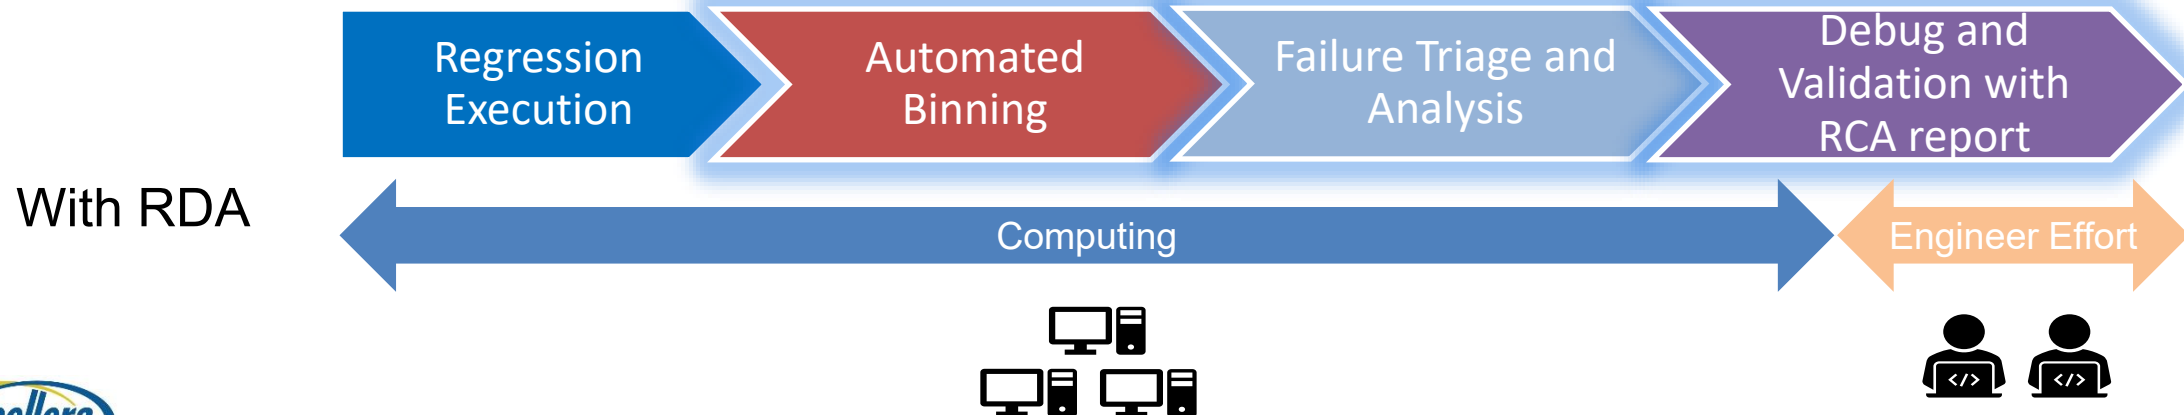 Regression
Execution
Automated
Binning
Failure Triage and
Analysis
Debug and
Validation with
RCA report
With RDA
Computing
Engineer Effort
</>
</>